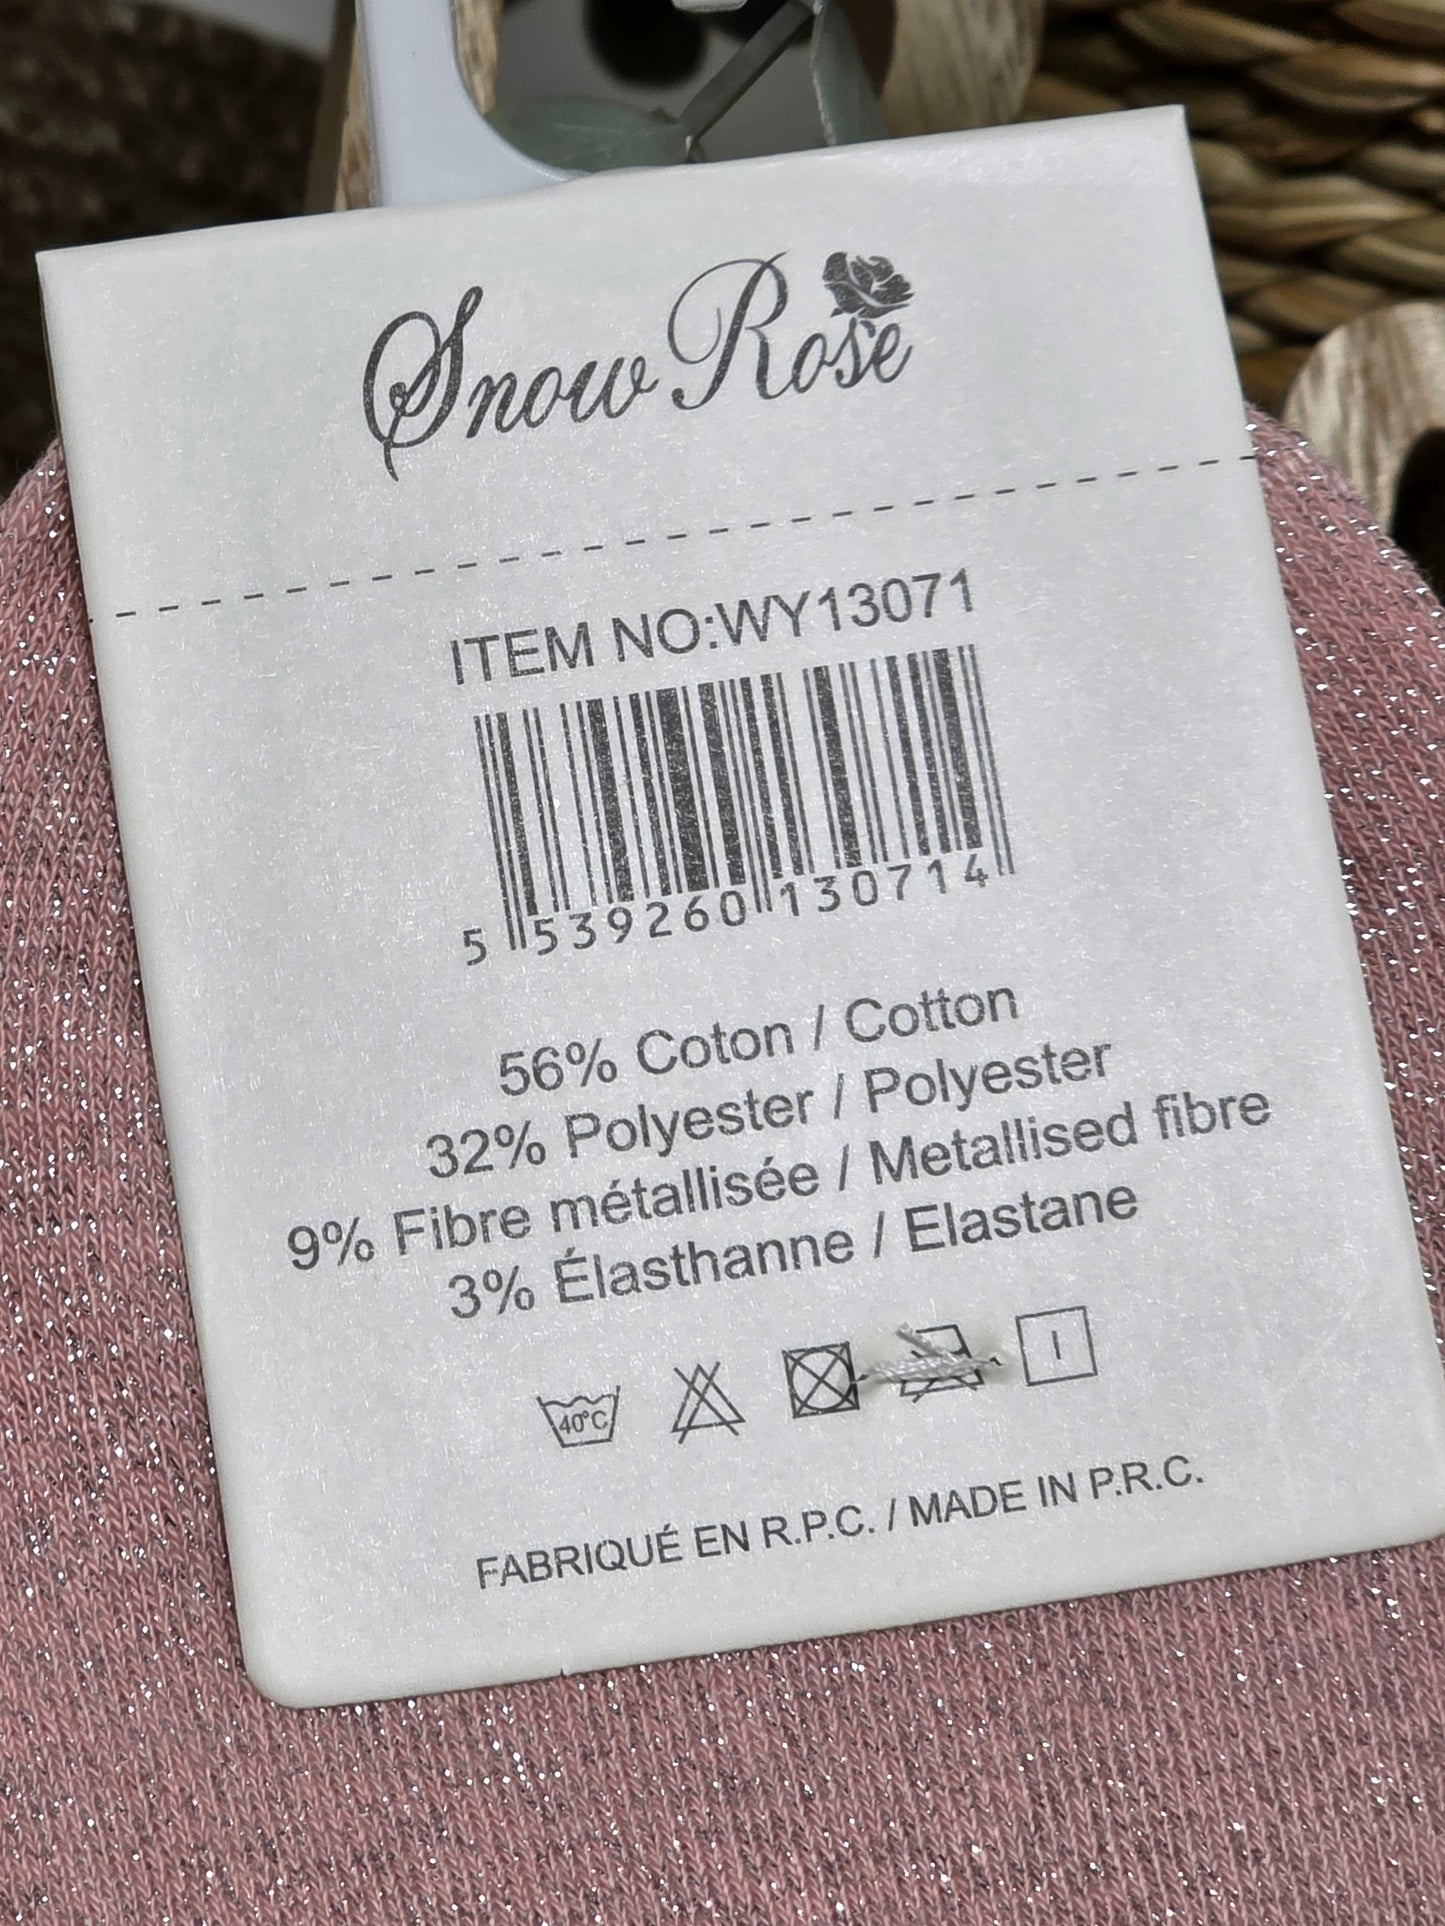 Snow Rose
ITEM NO:WY13071
5 539260 130714
56% Coton / Cotton
32% Polyester / Polyester
9% Fibre métallisée / Metallised fibre
3% Élasthanne / Elastane
40°C
FABRIQUÉ EN R.P.C. / MADE IN P.R.C.